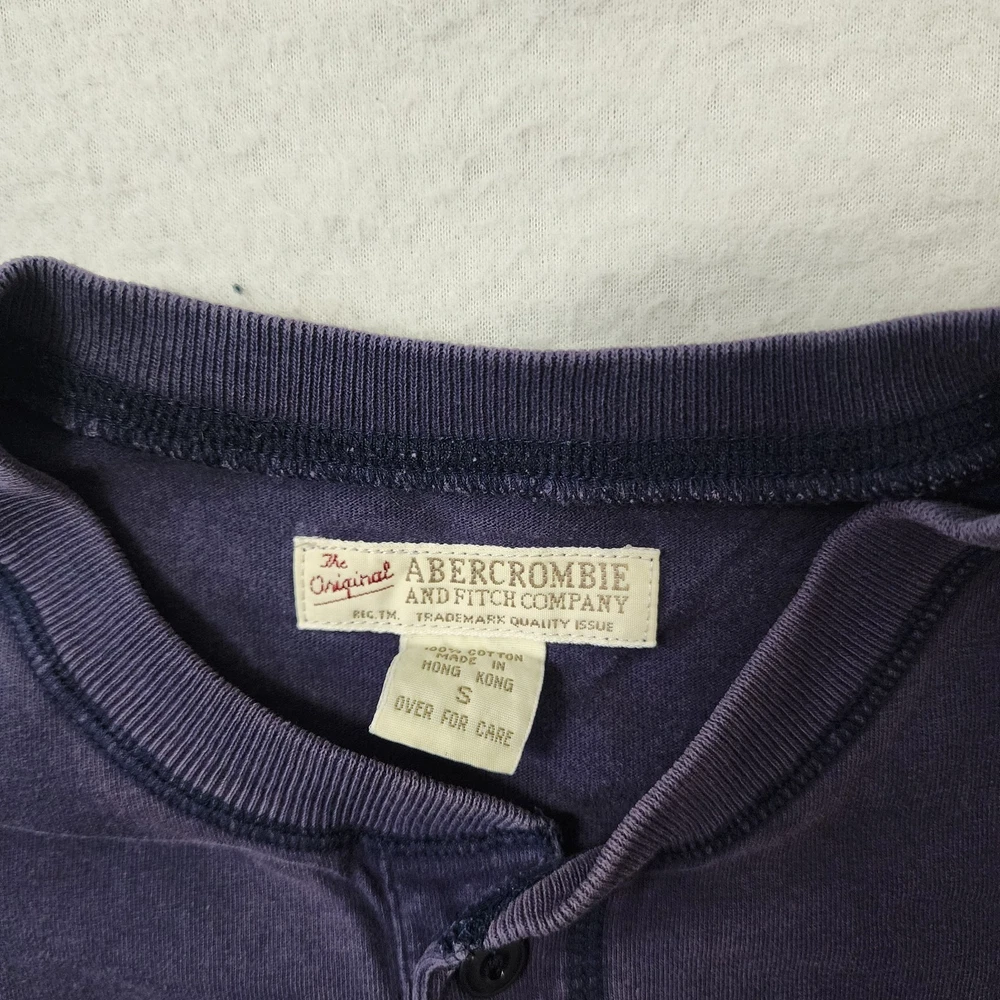 The
Original
ABERCROMBIE
AND FITCH COMPANY
REG. TM. TRADEMARK QUALITY ISSUE
100% COTTON
MADE IN
HONG KONG
S
OVER FOR CARE